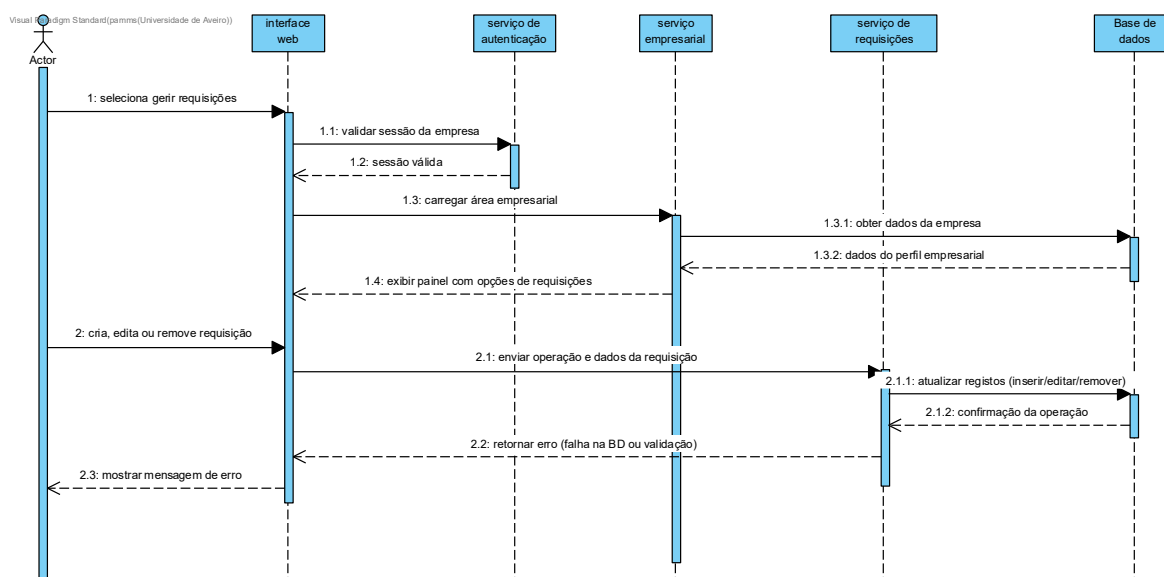 Visual Paradigm Standard(pamms(Universidade de Aveiro))
Actor
interface
web
serviço de
autenticação
serviço
empresarial
serviço de
requisições
Base de
dados
1: seleciona gerir requisições
1.1: validar sessão da empresa
1.2: sessão válida
1.3: carregar área empresarial
1.3.1: obter dados da empresa
1.3.2: dados do perfil empresarial
1.4: exibir painel com opções de requisições
2: cria, edita ou remove requisição
2.1: enviar operação e dados da requisição
2.1.1: atualizar registos (inserir/editar/remover)
2.1.2: confirmação da operação
2.2: retornar erro (falha na BD ou validação)
2.3: mostrar mensagem de erro